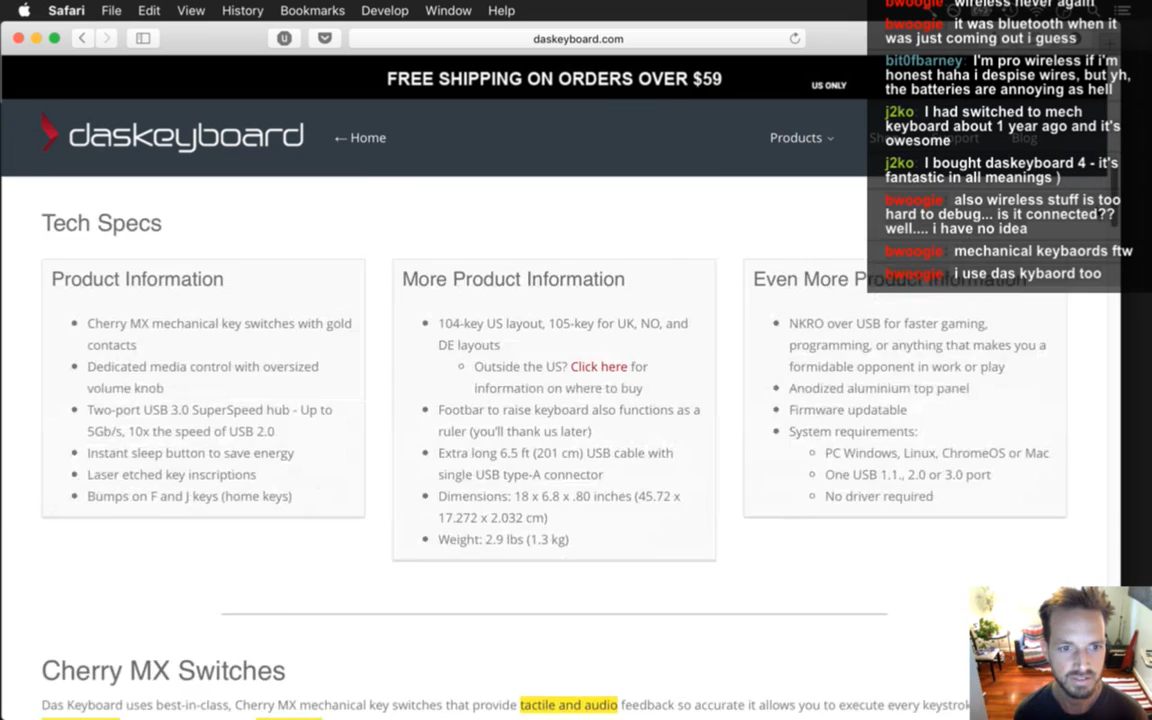 Safari File Edit View History Bookmarks Develop Window Help
daskeyboard.com
FREE SHIPPING ON ORDERS OVER $59
US ONLY
daskeyboard
← Home
Products
Blog
bwoogie: wireless never again
bwoogie: it was bluetooth when it
was just coming out i guess
bit0fbarney: I'm pro wireless if i'm
honest haha i despise wires, but yh,
the batteries are annoying as hell
j2ko: I had switched to mech
keyboard about 1 year ago and it's
owesome
j2ko: I bought daskeyboard 4 - it's
fantastic in all meanings )
bwoogie: also wireless stuff is too
hard to debug... is it connected??
well.... i have no idea
bwoogie: mechanical keybaords ftw
bwoogie: i use das kybaord too
Tech Specs
Product Information
• Cherry MX mechanical key switches with gold
contacts
• Dedicated media control with oversized
volume knob
• Two-port USB 3.0 SuperSpeed hub - Up to
5Gb/s, 10x the speed of USB 2.0
• Instant sleep button to save energy
• Laser etched key inscriptions
• Bumps on F and J keys (home keys)
More Product Information
• 104-key US layout, 105-key for UK, NO, and
DE layouts
◦ Outside the US? Click here for
information on where to buy
• Footbar to raise keyboard also functions as a
ruler (you'll thank us later)
• Extra long 6.5 ft (201 cm) USB cable with
single USB type-A connector
• Dimensions: 18 x 6.8 x .80 inches (45.72 x
17.272 x 2.032 cm)
• Weight: 2.9 lbs (1.3 kg)
Even More Product Information
• NKRO over USB for faster gaming,
programming, or anything that makes you a
formidable opponent in work or play
• Anodized aluminium top panel
• Firmware updatable
• System requirements:
◦ PC Windows, Linux, ChromeOS or Mac
◦ One USB 1.1., 2.0 or 3.0 port
◦ No driver required
Cherry MX Switches
Das Keyboard uses best-in-class, Cherry MX mechanical key switches that provide tactile and audio feedback so accurate it allows you to execute every